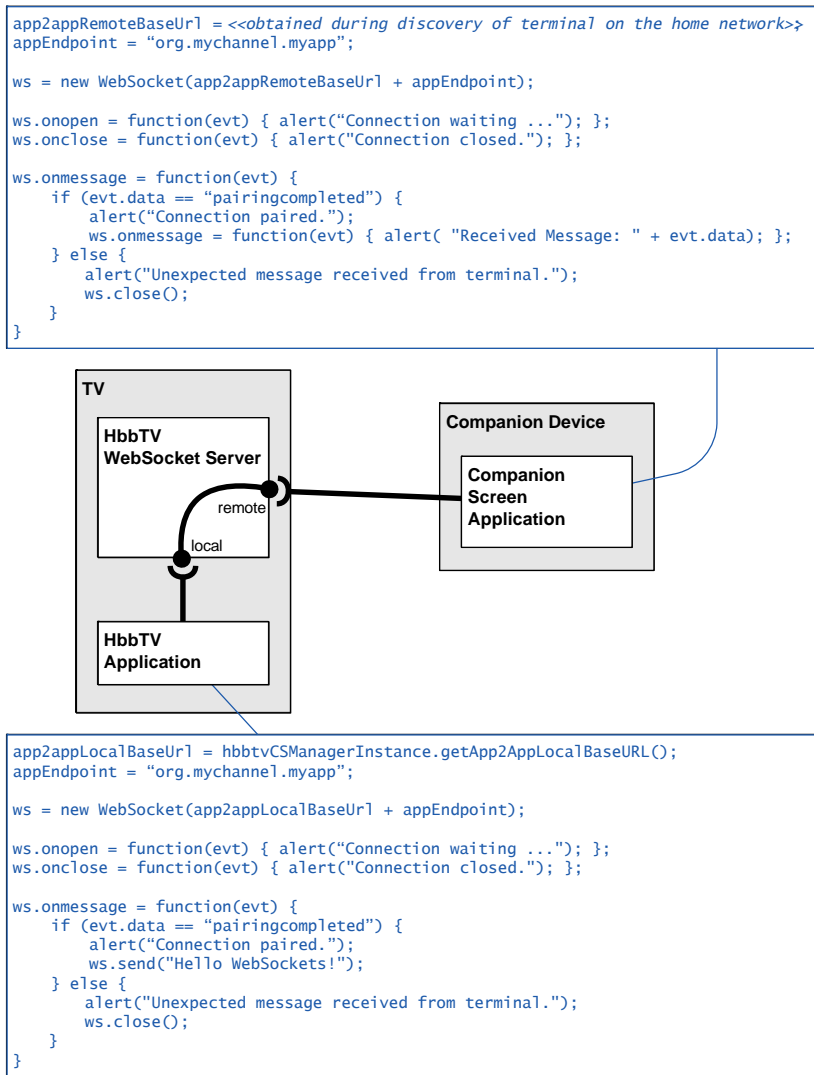 app2appRemoteBaseUrl = <<obtained during discovery of terminal on the home network>>;
appEndpoint = “org.mychannel.myapp”;
ws = new WebSocket(app2appRemoteBaseUrl + appEndpoint);
ws.onopen = function(evt) { alert(“Connection waiting ..."); };
ws.onclose = function(evt) { alert("Connection closed."); };
ws.onmessage = function(evt) {
if (evt.data == “pairingcompleted”) {
alert(“Connection paired.”);
ws.onmessage = function(evt) { alert( "Received Message: " + evt.data); };
} else {
alert("Unexpected message received from terminal.");
ws.close();
}
}
TV
HbbTV
WebSocket Server
remote
local
HbbTV
Application
Companion Device
Companion
Screen
Application
app2appLocalBaseUrl = hbbtvCSManagerInstance.getApp2AppLocalBaseURL();
appEndpoint = “org.mychannel.myapp”;
ws = new WebSocket(app2appLocalBaseUrl + appEndpoint);
ws.onopen = function(evt) { alert(“Connection waiting ..."); };
ws.onclose = function(evt) { alert("Connection closed."); };
ws.onmessage = function(evt) {
if (evt.data == “pairingcompleted”) {
alert(“Connection paired.”);
ws.send("Hello WebSockets!");
} else {
alert("Unexpected message received from terminal.");
ws.close();
}
}